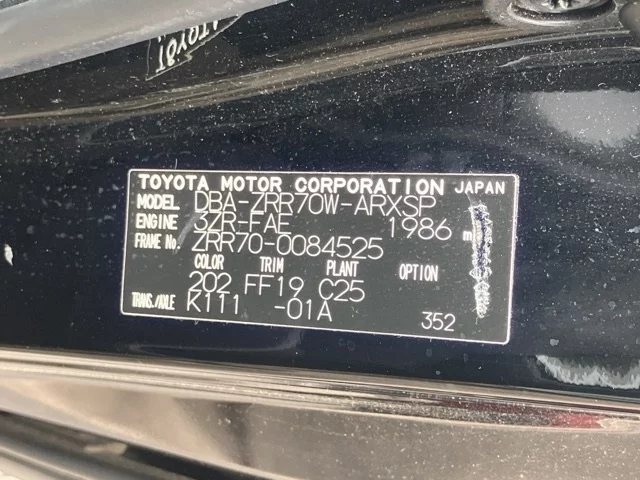 TOYOTA MOTOR CORPORATION JAPAN
MODEL DBA-ZRR70W-ARXSP
ENGINE 3ZR-FAE 1986
FRAME No. ZRR70-0084525
COLOR TRIM PLANT OPTION
202 FF19 C25
TRANS./AXLE K111 -01A
352